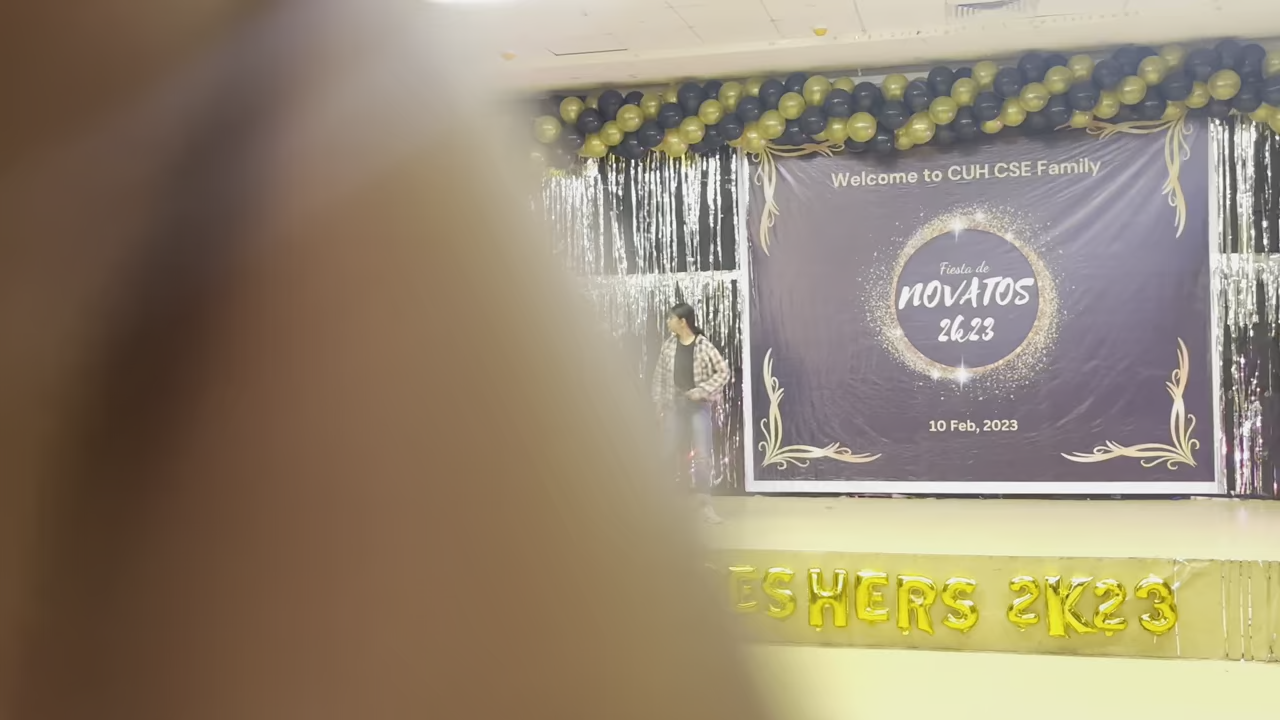 Welcome to CUH CSE Family
Fiesta de
NOVATOS
2k23
10 Feb, 2023
ESHERS 2K23